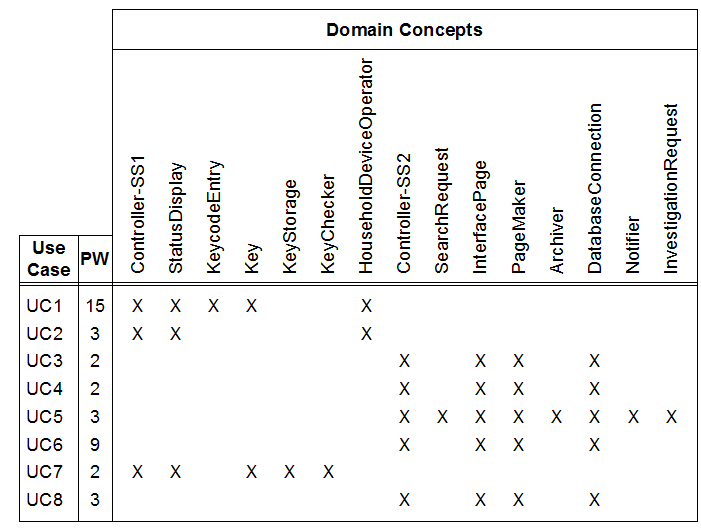 Domain Concepts
Use Case PW Controller-SS1 StatusDisplay KeycodeEntry Key KeyStorage KeyChecker HouseholdDeviceOperator Controller-SS2 SearchRequest InterfacePage PageMaker Archiver DatabaseConnection Notifier InvestigationRequest
UC1 15 X X X X X
UC2 3 X X X
UC3 2 X X X X
UC4 2 X X X X
UC5 3 X X X X X X X X
UC6 9 X X X X
UC7 2 X X X X X
UC8 3 X X X X